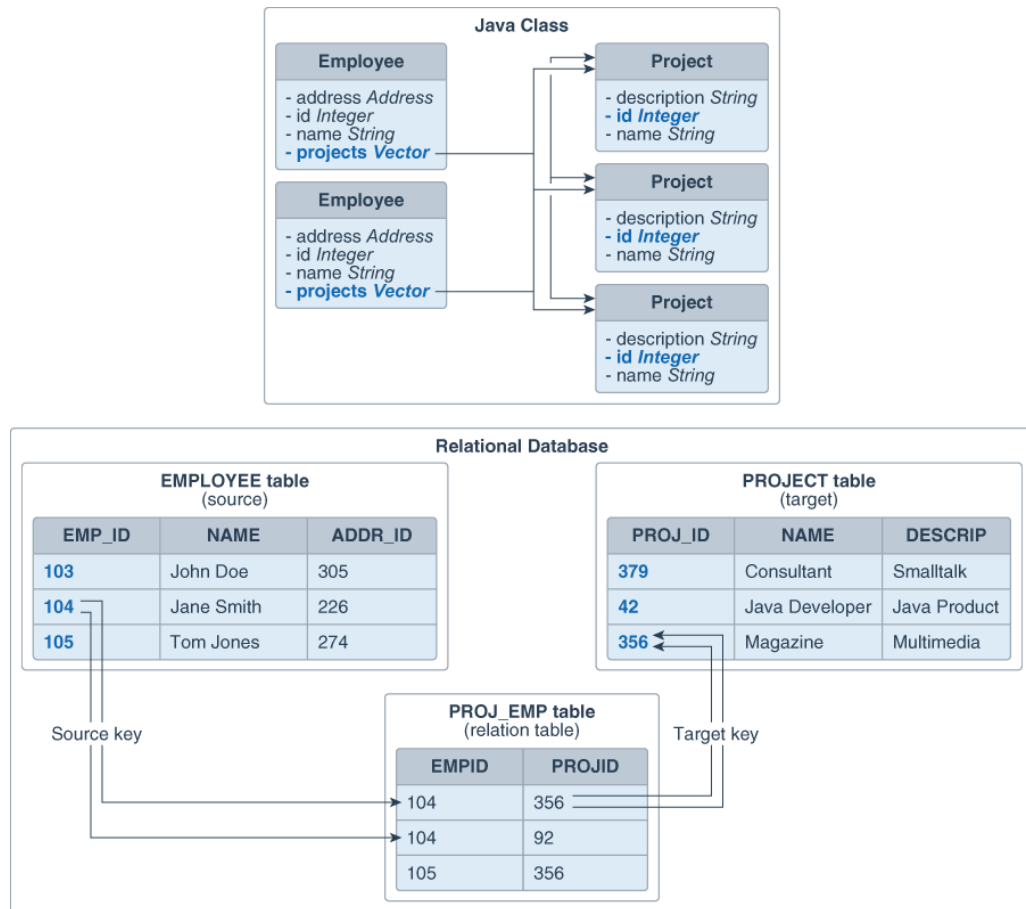 Java Class
Employee
- address Address
- id Integer
- name String
- projects Vector
Employee
- address Address
- id Integer
- name String
- projects Vector
Project
- description String
- id Integer
- name String
Project
- description String
- id Integer
- name String
Project
- description String
- id Integer
- name String
Relational Database
EMPLOYEE table
(source)
EMP_ID NAME ADDR_ID
103 John Doe 305
104 Jane Smith 226
105 Tom Jones 274
PROJECT table
(target)
PROJ_ID NAME DESCRIP
379 Consultant Smalltalk
42 Java Developer Java Product
356 Magazine Multimedia
Source key
PROJ_EMP table
(relation table)
EMPID PROJID
104 356
104 92
105 356
Target key